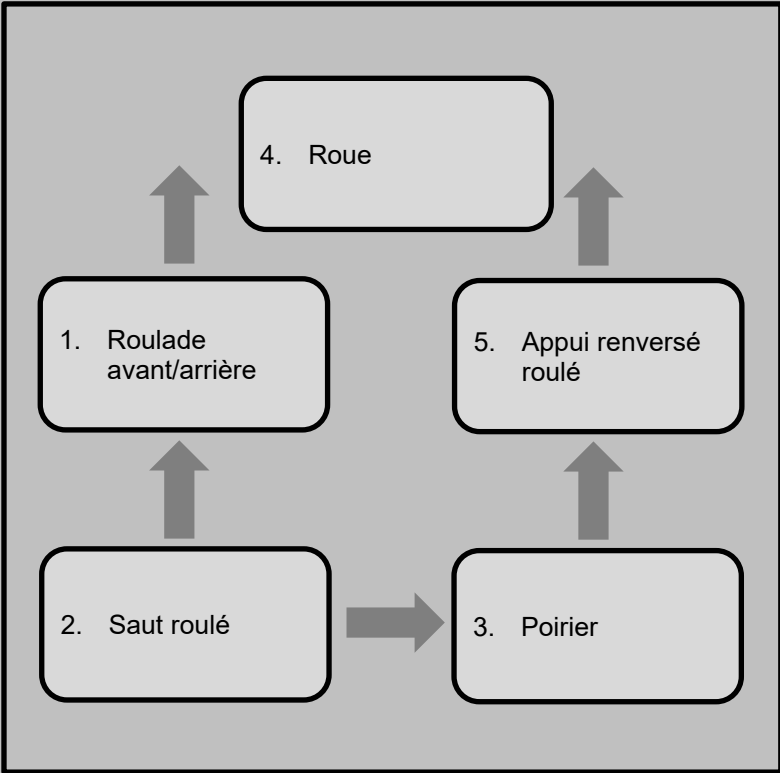 4. Roue
1. Roulade
avant/arrière
5. Appui renversé
roulé
2. Saut roulé
3. Poirier